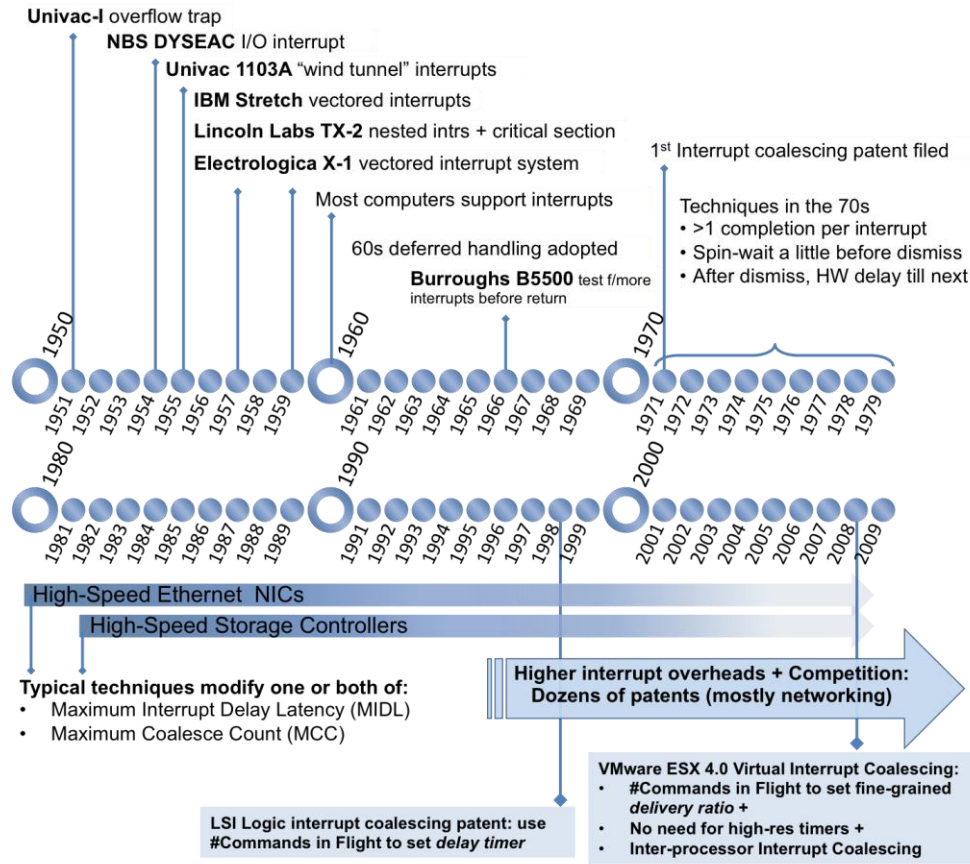 Univac-I overflow trap
NBS DYSEAC I/O interrupt
Univac 1103A “wind tunnel” interrupts
IBM Stretch vectored interrupts
Lincoln Labs TX-2 nested intrs + critical section
Electrologica X-1 vectored interrupt system
Most computers support interrupts
60s deferred handling adopted
Burroughs B5500 test f/more
interrupts before return
1st Interrupt coalescing patent filed
Techniques in the 70s
• >1 completion per interrupt
• Spin-wait a little before dismiss
• After dismiss, HW delay till next
1950
1951
1952
1953
1954
1955
1956
1957
1958
1959
1960
1961
1962
1963
1964
1965
1966
1967
1968
1969
1970
1971
1972
1973
1974
1975
1976
1977
1978
1979
1980
1981
1982
1983
1984
1985
1986
1987
1988
1989
1990
1991
1992
1993
1994
1995
1996
1997
1998
1999
2000
2001
2002
2003
2004
2005
2006
2007
2008
2009
High-Speed Ethernet NICs
High-Speed Storage Controllers
Typical techniques modify one or both of:
• Maximum Interrupt Delay Latency (MIDL)
• Maximum Coalesce Count (MCC)
Higher interrupt overheads + Competition:
Dozens of patents (mostly networking)
LSI Logic interrupt coalescing patent: use
#Commands in Flight to set delay timer
VMware ESX 4.0 Virtual Interrupt Coalescing:
• #Commands in Flight to set fine-grained
delivery ratio +
• No need for high-res timers +
• Inter-processor Interrupt Coalescing